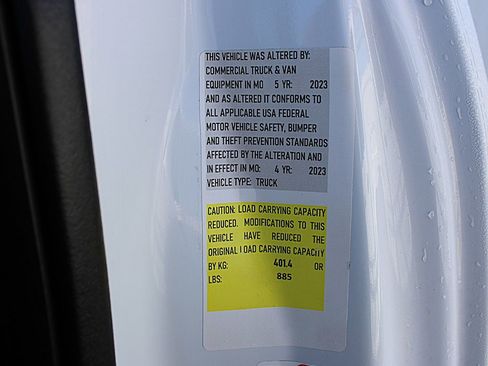 THIS VEHICLE WAS ALTERED BY:
COMMERCIAL TRUCK & VAN
EQUIPMENT IN MO 5 YR: 2023
AND AS ALTERED IT CONFORMS TO
ALL APPLICABLE USA FEDERAL
MOTOR VEHICLE SAFETY, BUMPER
AND THEFT PREVENTION STANDARDS
AFFECTED BY THE ALTERATION AND
IN EFFECT IN MO: 4 YR: 2023
VEHICLE TYPE: TRUCK
CAUTION: LOAD CARRYING CAPACITY
REDUCED. MODIFICATIONS TO THIS
VEHICLE HAVE REDUCED THE
ORIGINAL LOAD CARRYING CAPACITY
BY KG: 401.4 OR
LBS: 885